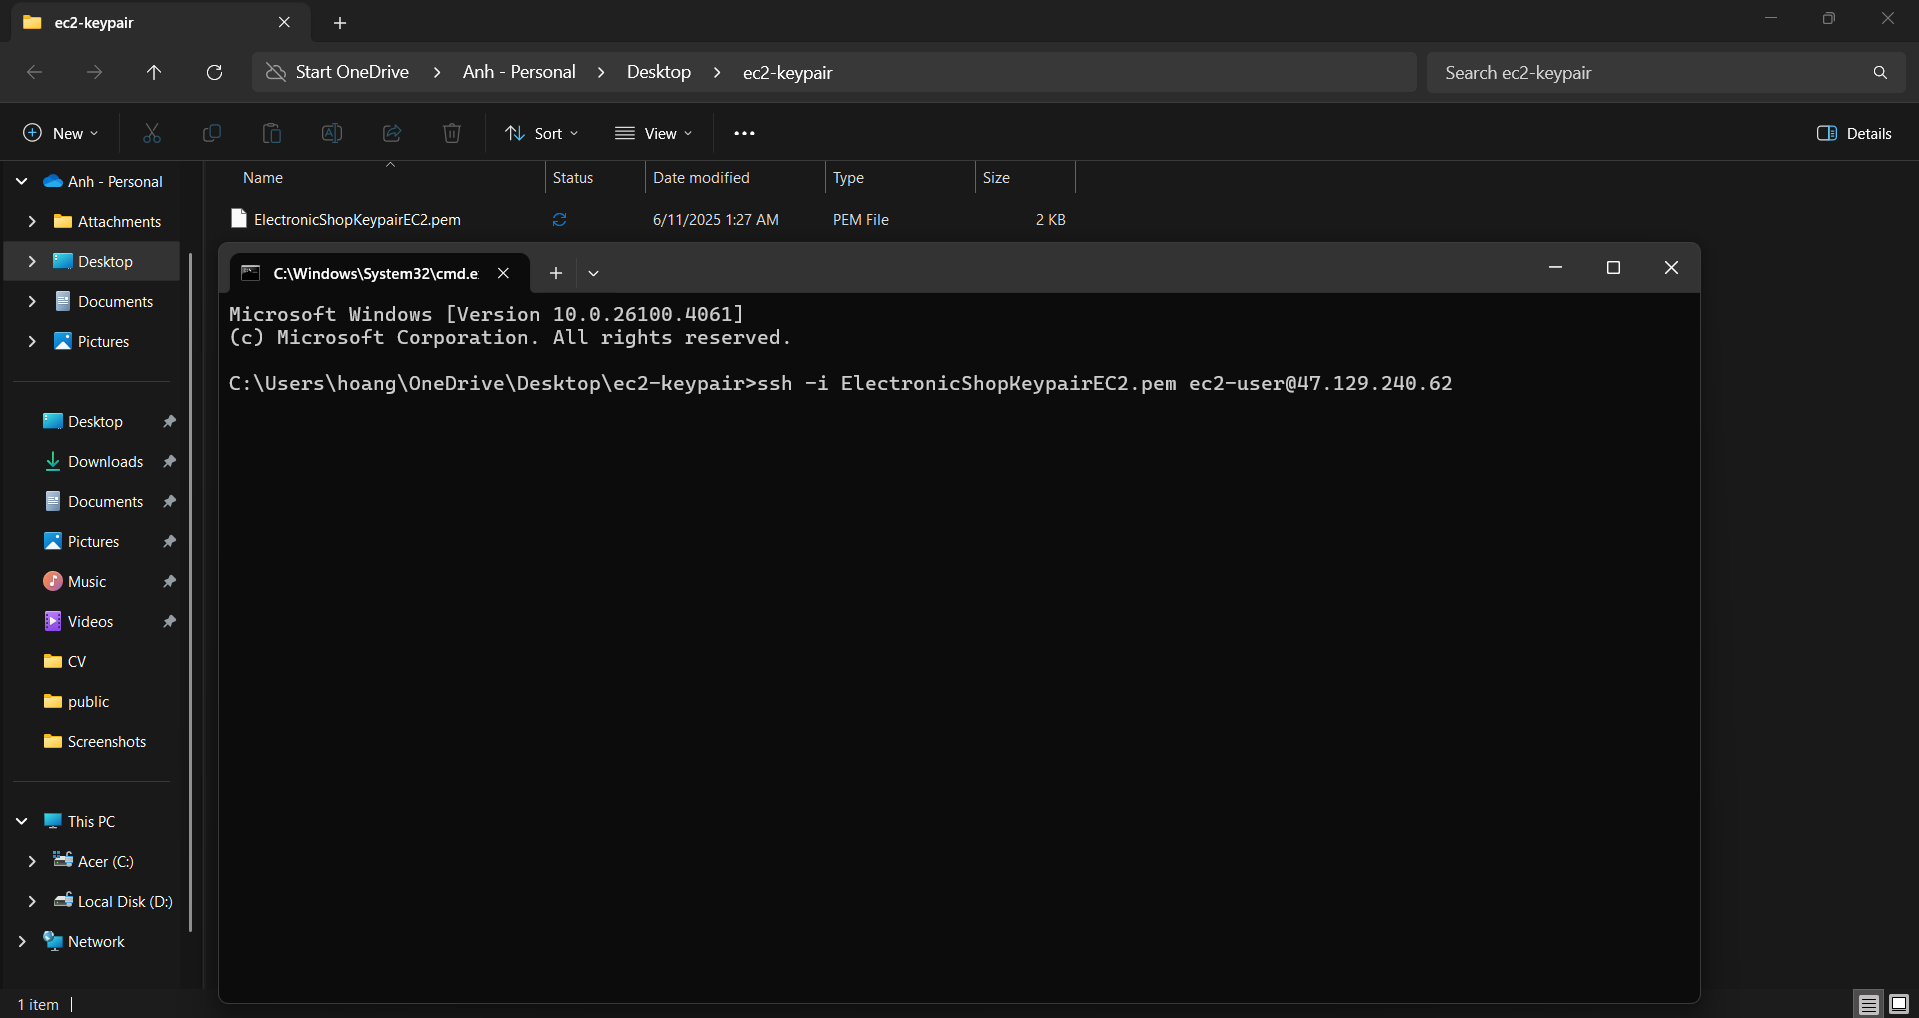 ec2-keypair
Start OneDrive > Anh - Personal > Desktop > ec2-keypair
Search ec2-keypair
New
Sort
View
Details
Anh - Personal
Attachments
Desktop
Documents
Pictures
Desktop
Downloads
Documents
Pictures
Music
Videos
CV
public
Screenshots
This PC
Acer (C:)
Local Disk (D:)
Network
Name Status Date modified Type Size
ElectronicShopKeypairEC2.pem 6/11/2025 1:27 AM PEM File 2 KB
C:\Windows\System32\cmd.e
Microsoft Windows [Version 10.0.26100.4061]
(c) Microsoft Corporation. All rights reserved.
C:\Users\hoang\OneDrive\Desktop\ec2-keypair>ssh -i ElectronicShopKeypairEC2.pem ec2-user@47.129.240.62
1 item